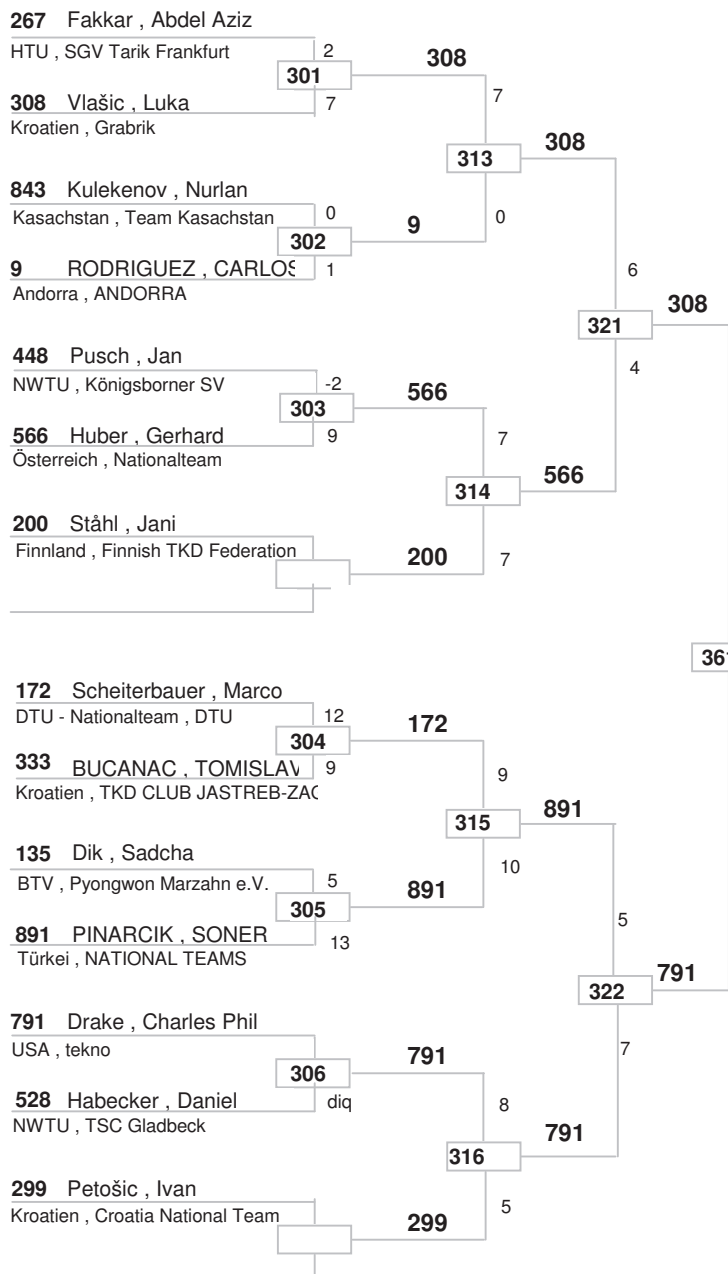 267 Fakkar , Abdel Aziz
HTU , SGV Tarik Frankfurt
2
301
308
308 Vlašic , Luka
7
Kroatien , Grabrik
7
313
308
843 Kulekenov , Nurlan
Kasachstan , Team Kasachstan
0
302
9
0
9 RODRIGUEZ , CARLOS
1
Andorra , ANDORRA
6
321
308
4
448 Pusch , Jan
NWTU , Königsborner SV
-2
303
566
566 Huber , Gerhard
9
Österreich , Nationalteam
7
314
566
200 Ståhl , Jani
Finnland , Finnish TKD Federation
200
7
361
172 Scheiterbauer , Marco
DTU - Nationalteam , DTU
12
304
172
333 BUCANAC , TOMISLAV
9
Kroatien , TKD CLUB JASTREB-ZAG
9
315
891
135 Dik , Sadcha
BTV , Pyongwon Marzahn e.V.
5
305
891
10
891 PINARCIK , SONER
13
Türkei , NATIONAL TEAMS
5
322
791
7
791 Drake , Charles Phil
USA , tekno
306
791
528 Habecker , Daniel
diq
NWTU , TSC Gladbeck
8
316
791
299 Petošic , Ivan
Kroatien , Croatia National Team
299
5